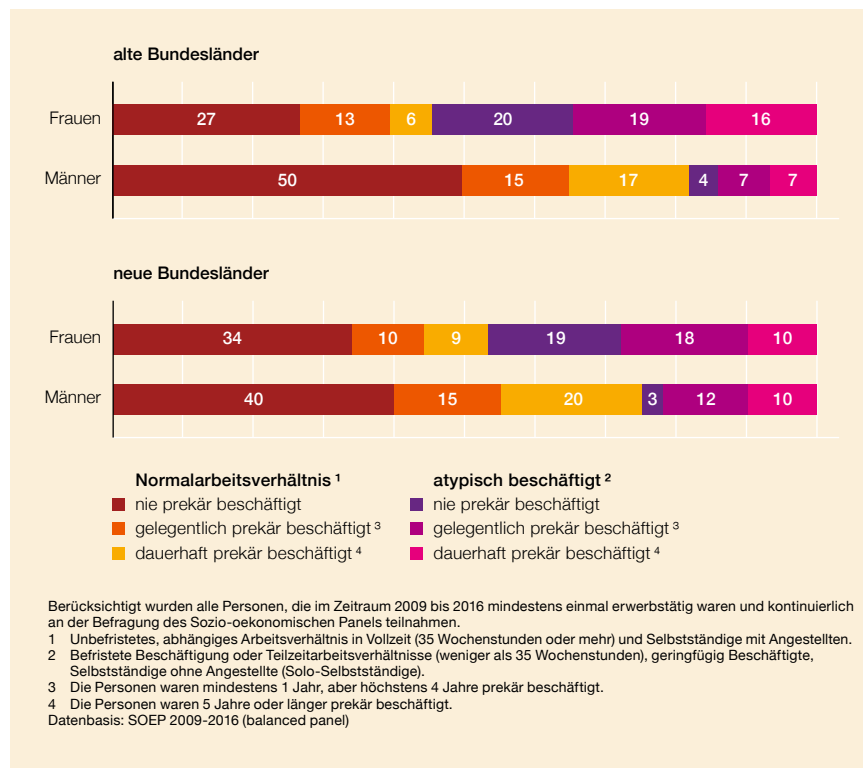 alte Bundesländer
Frauen 27 13 6 20 19 16
Männer 50 15 17 4 7 7
neue Bundesländer
Frauen 34 10 9 19 18 10
Männer 40 15 20 3 12 10
Normalarbeitsverhältnis ¹ atypisch beschäftigt ²
nie prekär beschäftigt nie prekär beschäftigt
gelegentlich prekär beschäftigt ³ gelegentlich prekär beschäftigt ³
dauerhaft prekär beschäftigt ⁴ dauerhaft prekär beschäftigt ⁴
Berücksichtigt wurden alle Personen, die im Zeitraum 2009 bis 2016 mindestens einmal erwerbstätig waren und kontinuierlich
an der Befragung des Sozio-oekonomischen Panels teilnahmen.
1 Unbefristetes, abhängiges Arbeitsverhältnis in Vollzeit (35 Wochenstunden oder mehr) und Selbstständige mit Angestellten.
2 Befristete Beschäftigung oder Teilzeitarbeitsverhältnisse (weniger als 35 Wochenstunden), geringfügig Beschäftigte,
Selbstständige ohne Angestellte (Solo-Selbstständige).
3 Die Personen waren mindestens 1 Jahr, aber höchstens 4 Jahre prekär beschäftigt.
4 Die Personen waren 5 Jahre oder länger prekär beschäftigt.
Datenbasis: SOEP 2009-2016 (balanced panel)